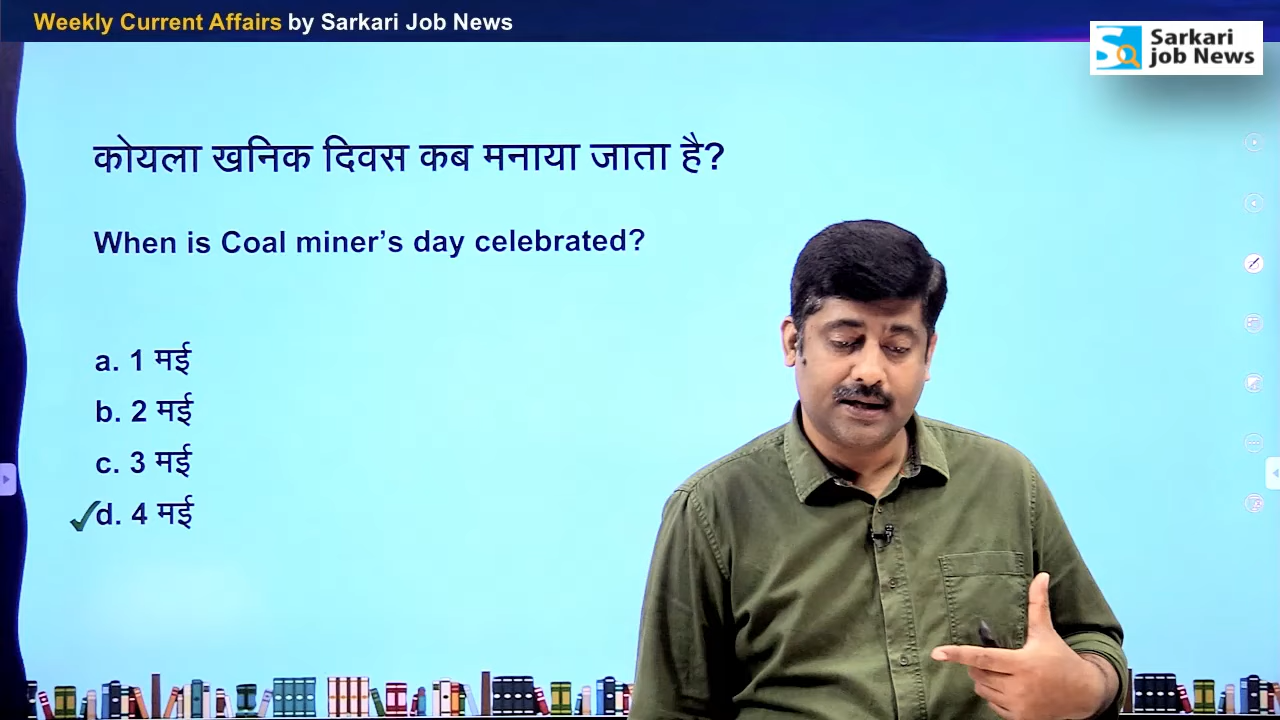 Weekly Current Affairs by Sarkari Job News
Sarkari
Job News
कोयला खनिक दिवस कब मनाया जाता है?
When is Coal miner’s day celebrated?
a. 1 मई
b. 2 मई
c. 3 मई
d. 4 मई